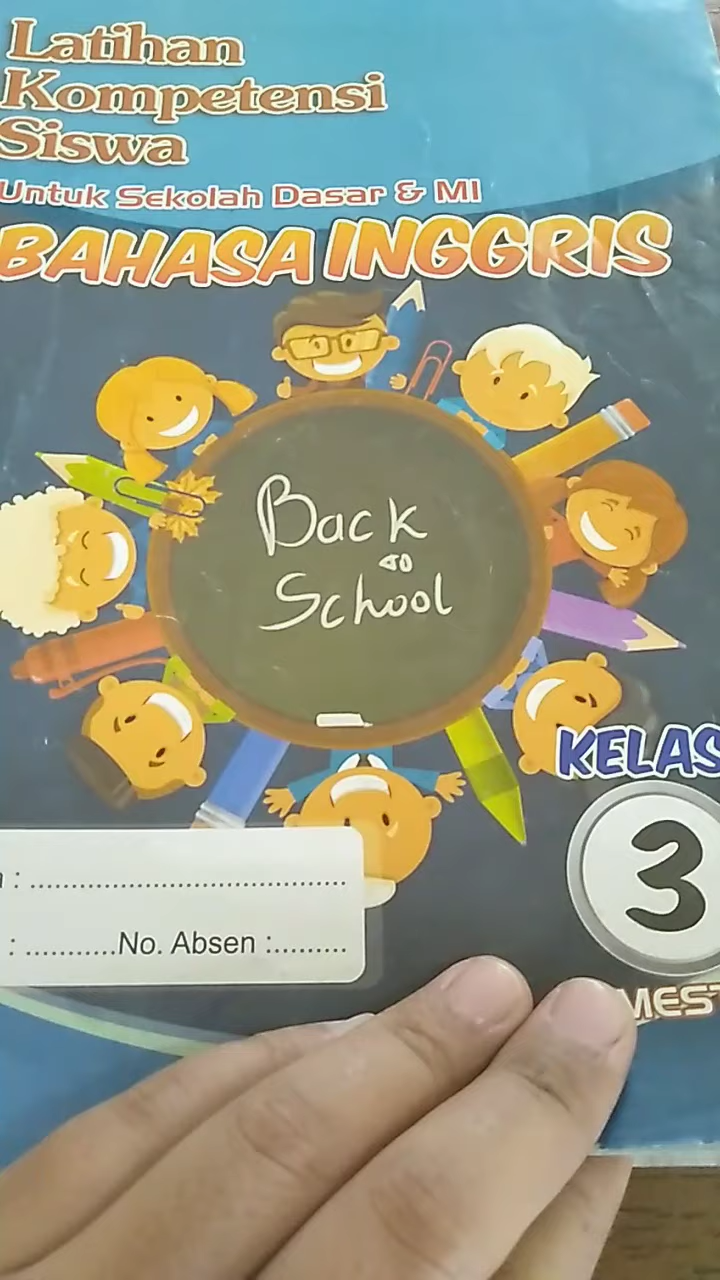 Latihan
Kompetensi
Siswa
Untuk Sekolah Dasar & MI
BAHASA INGGRIS
Back
to
School
KELAS
3
: ..............................................
: ...........No. Absen :.........